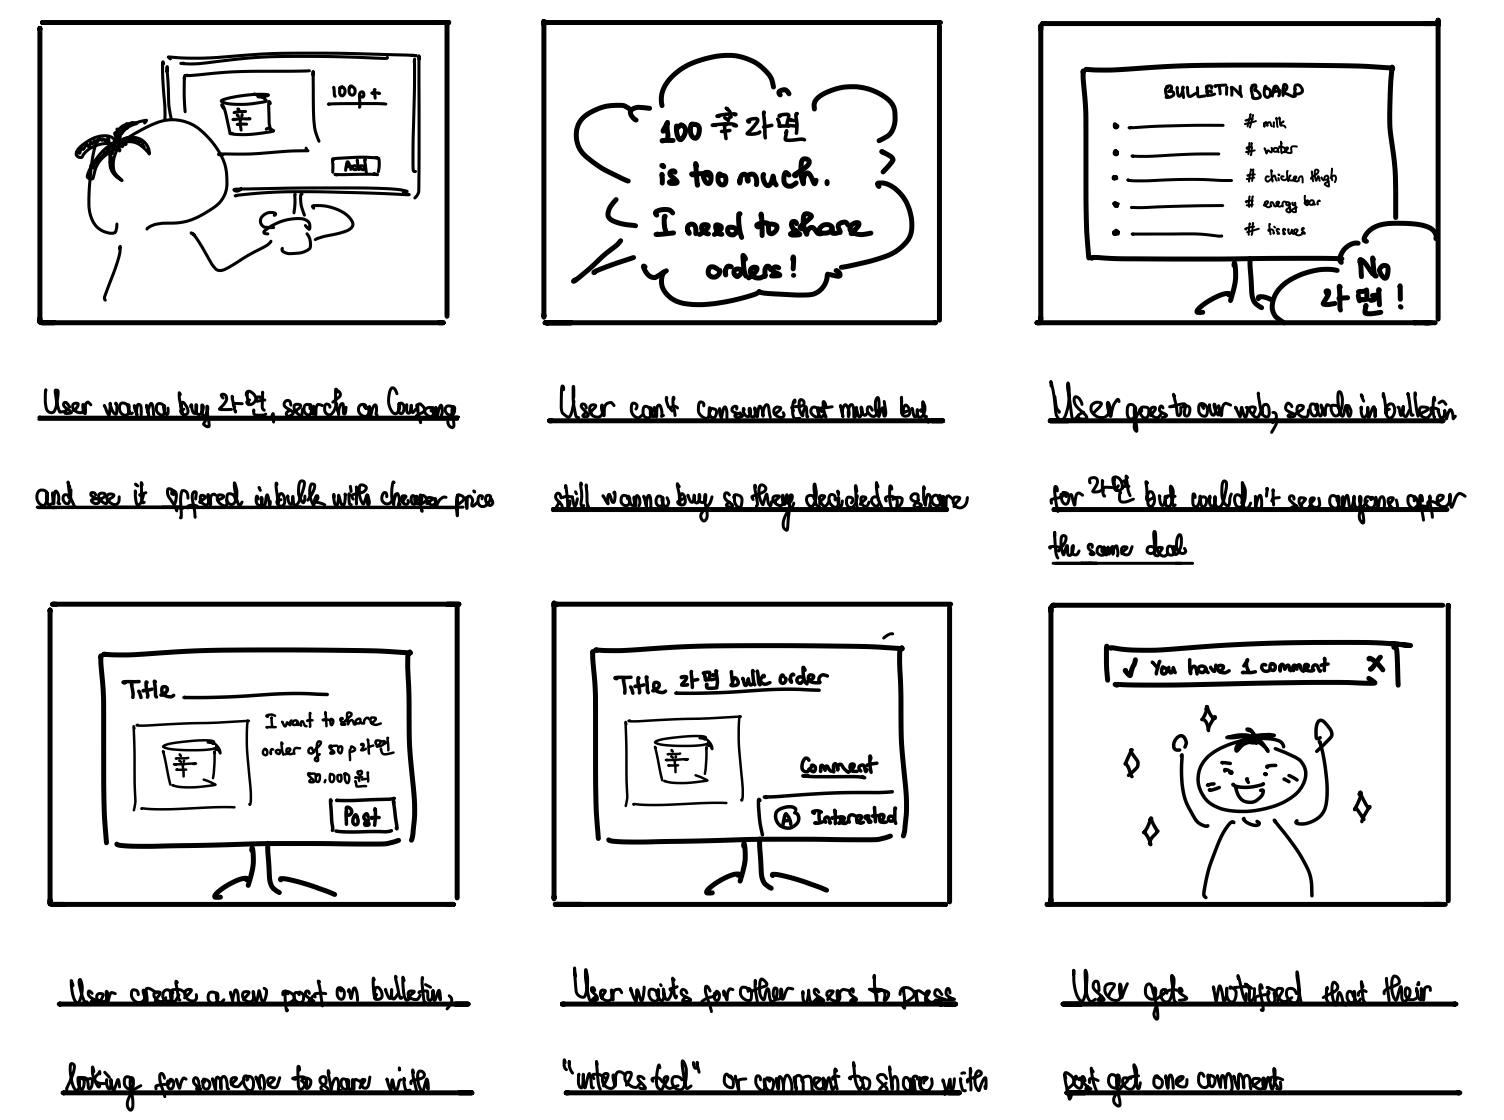 100p+
辛
Add
User wanna buy 라면, search on Coupang
and see it offered in bulk with cheaper price
100 辛라면
is too much.
I need to share
orders!
User can't consume that much but
still wanna buy so they decided to share
BULLETIN BOARD
# milk
# water
# chicken thigh
# energy bar
# tissues
No
라면!
User goes to our web, search in bulletin
for 라면 but couldn't see anyone offer
the same deal
Title
辛
I want to share
order of 50 p 라면
50.000 원
Post
User create a new post on bulletin,
looking for someone to share with
Title 라면 bulk order
辛
Comment
A Interested
User waits for other users to press
"interested" or comment to share with
✓ You have 1 comment X
User gets notified that their
post get one comment